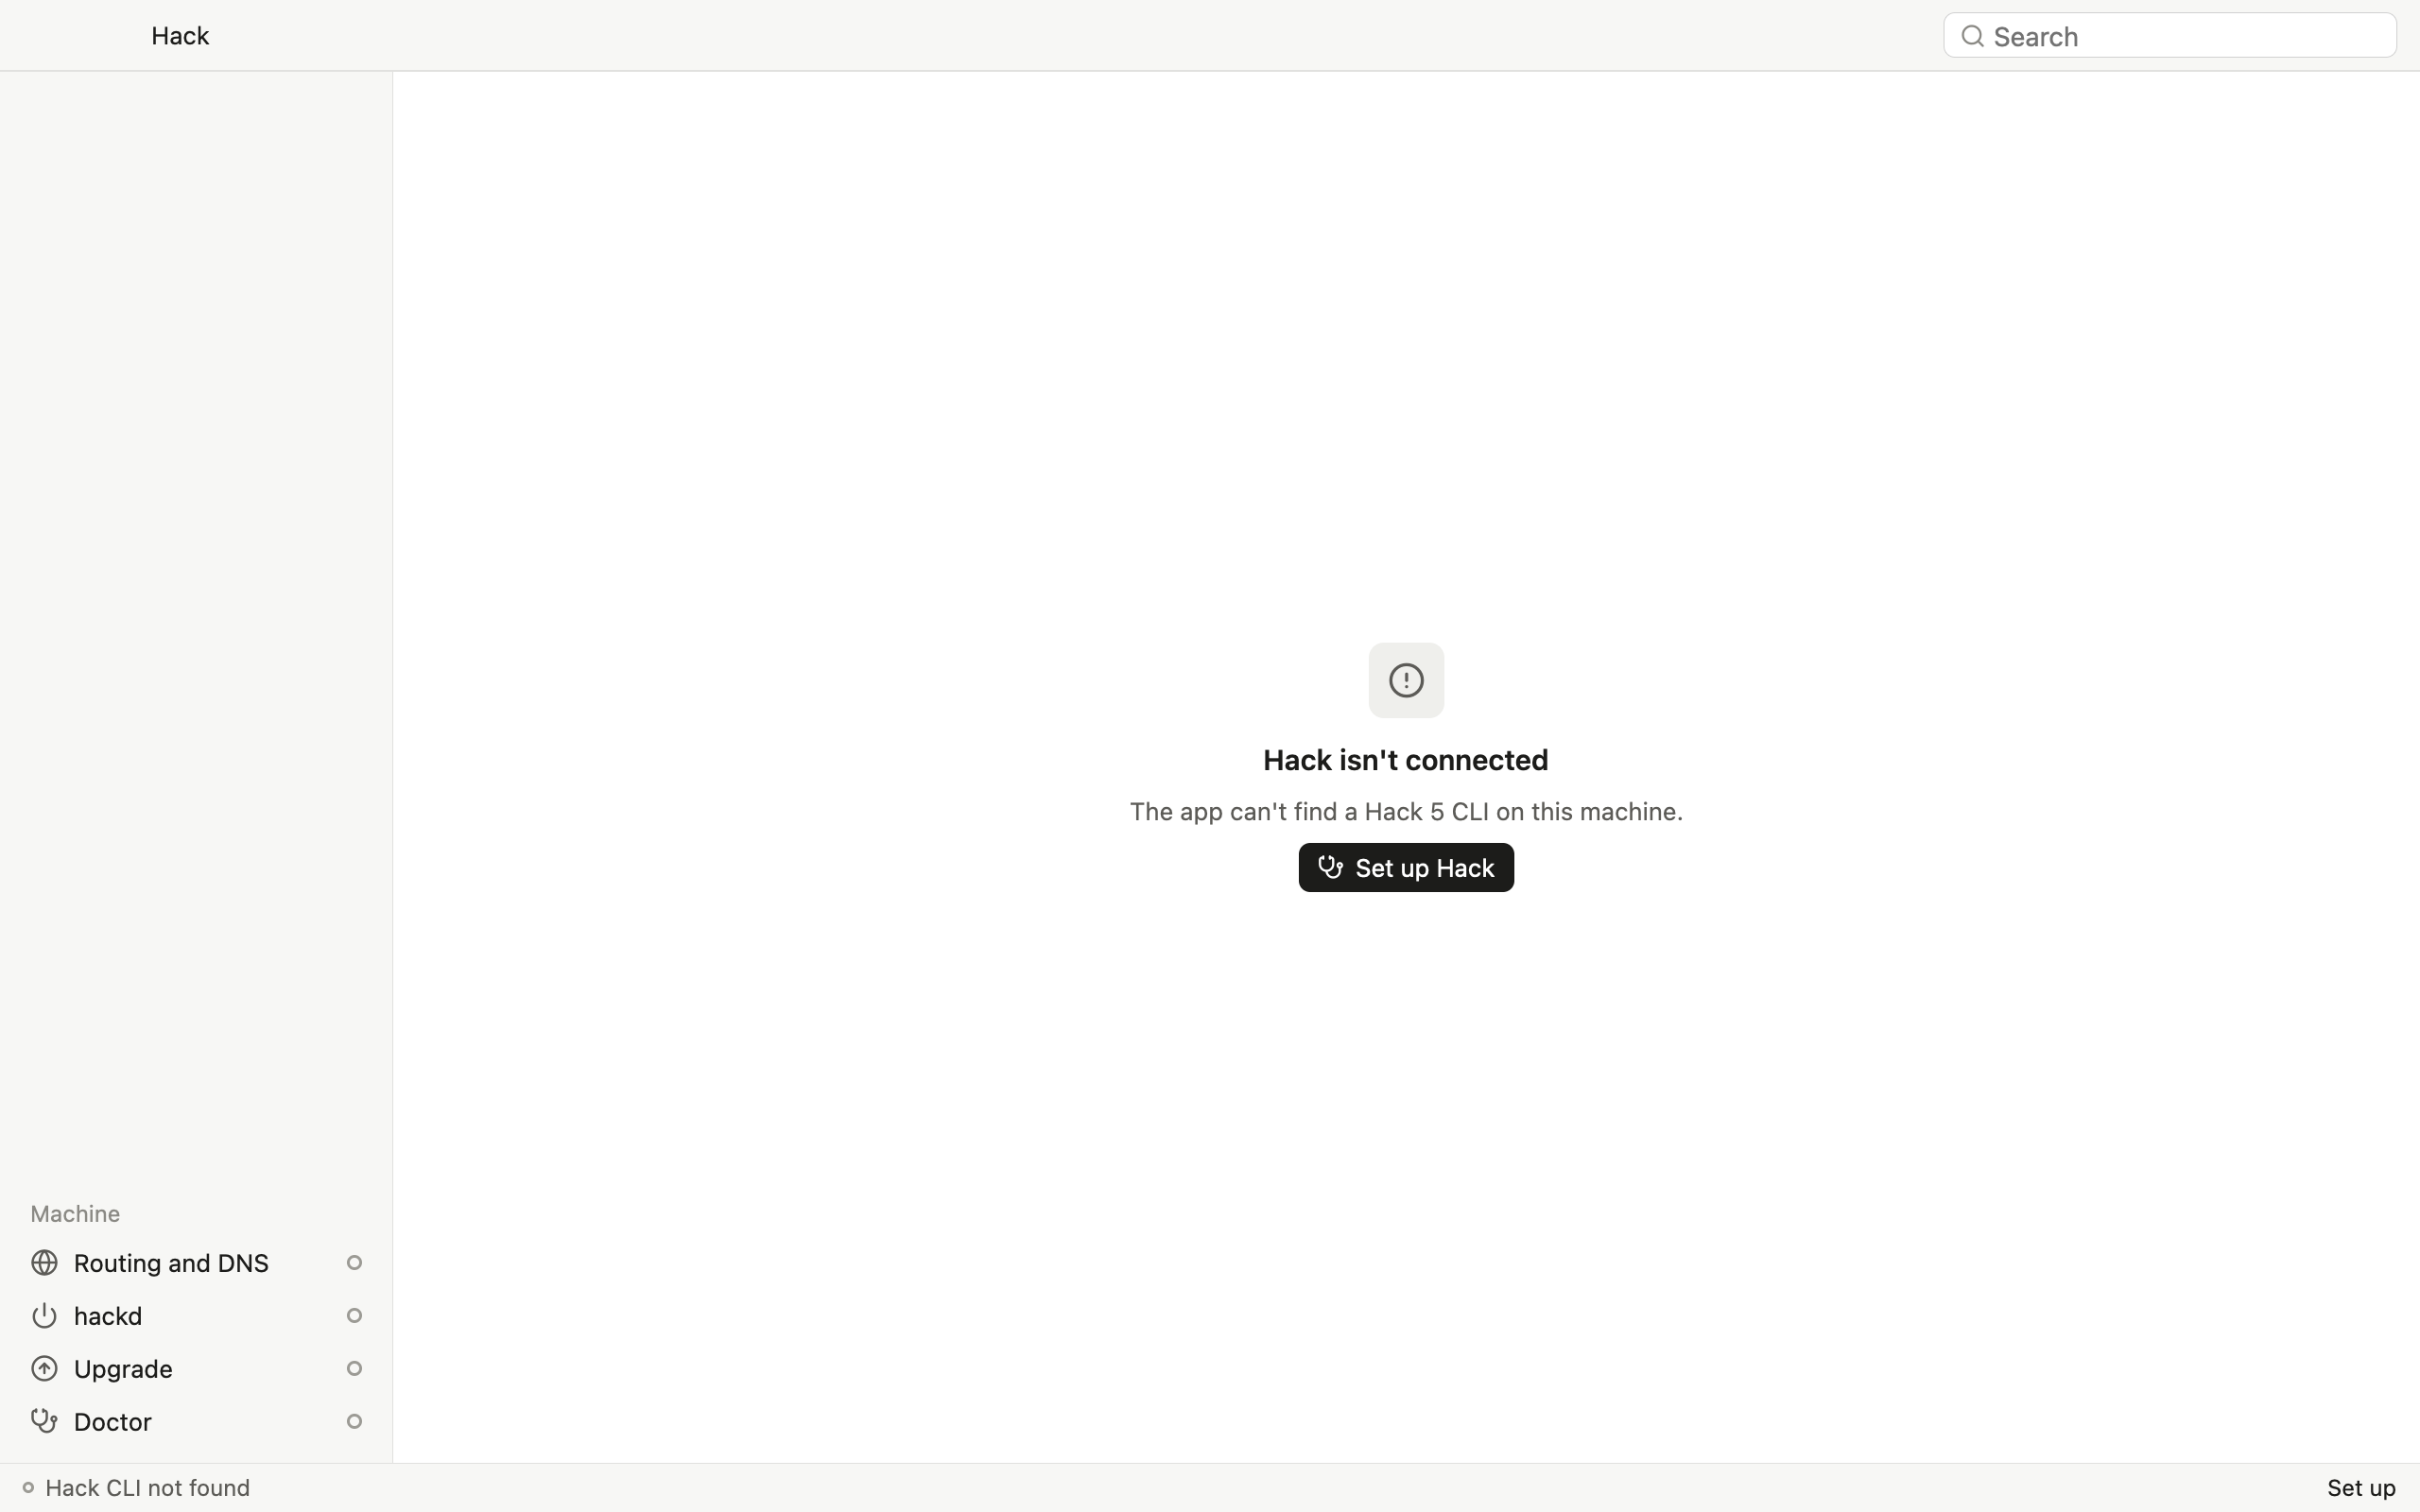 Hack
Search
Hack isn't connected
The app can't find a Hack 5 CLI on this machine.
Set up Hack
Machine
Routing and DNS
hackd
Upgrade
Doctor
Hack CLI not found
Set up